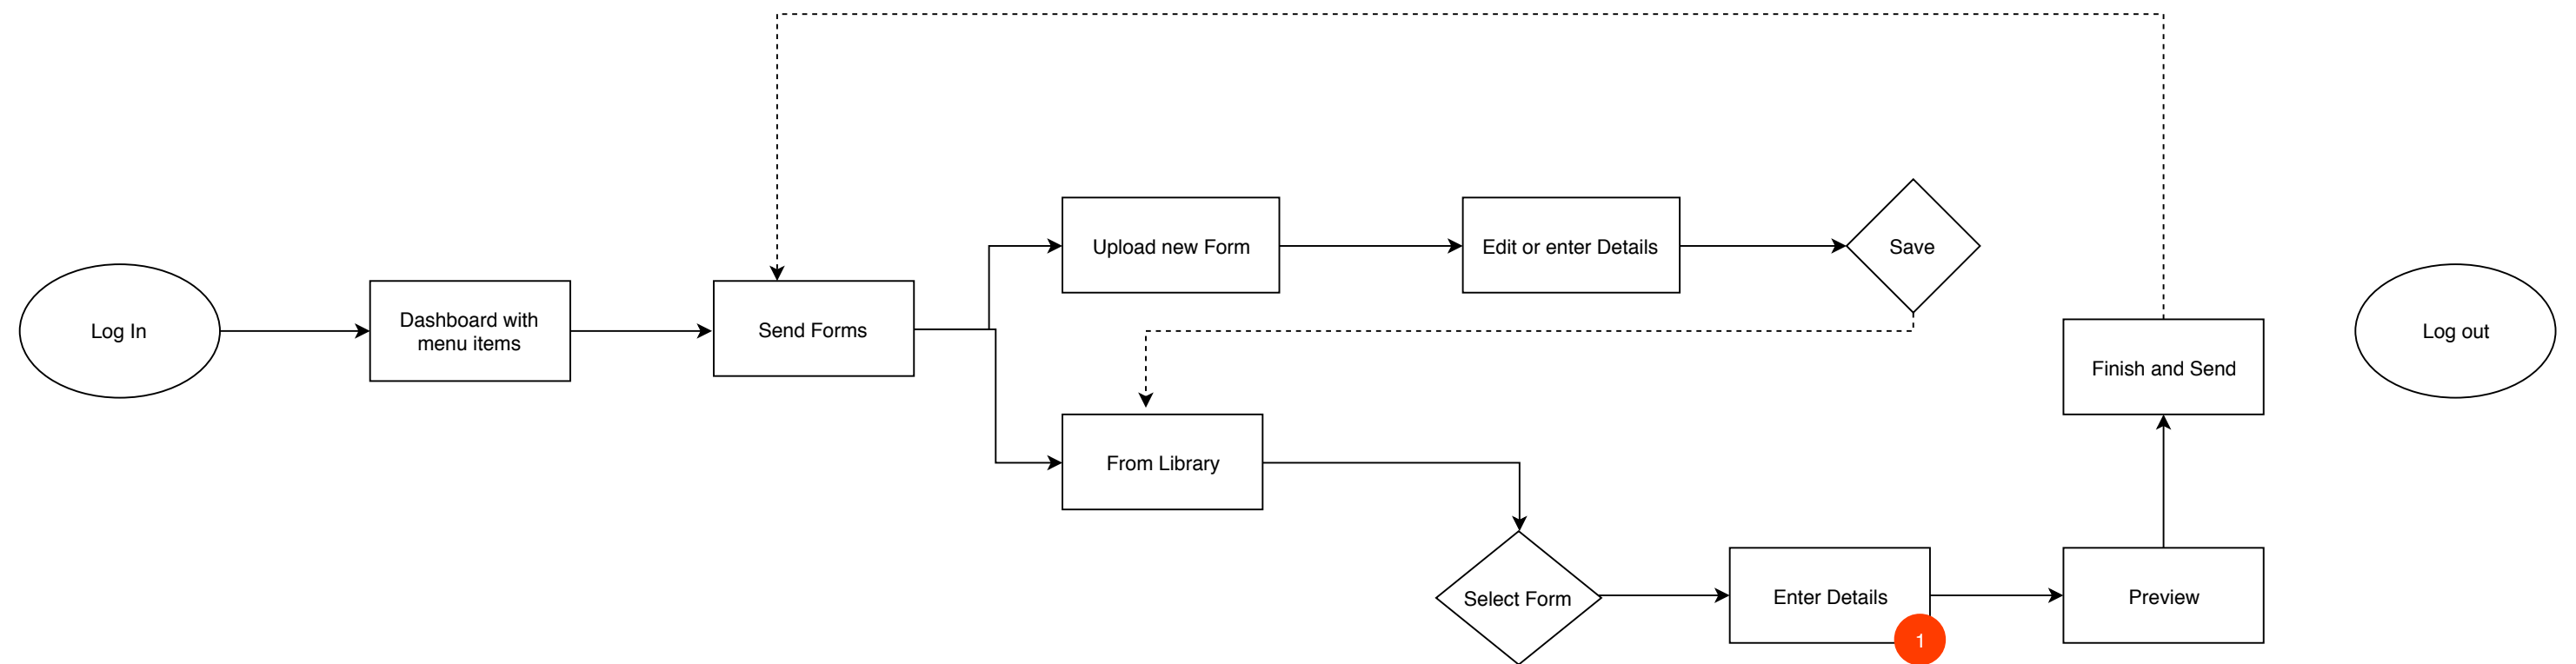 Log In
Dashboard with
menu items
Send Forms
Upload new Form
Edit or enter Details
Save
From Library
Select Form
Enter Details
1
Preview
Finish and Send
Log out